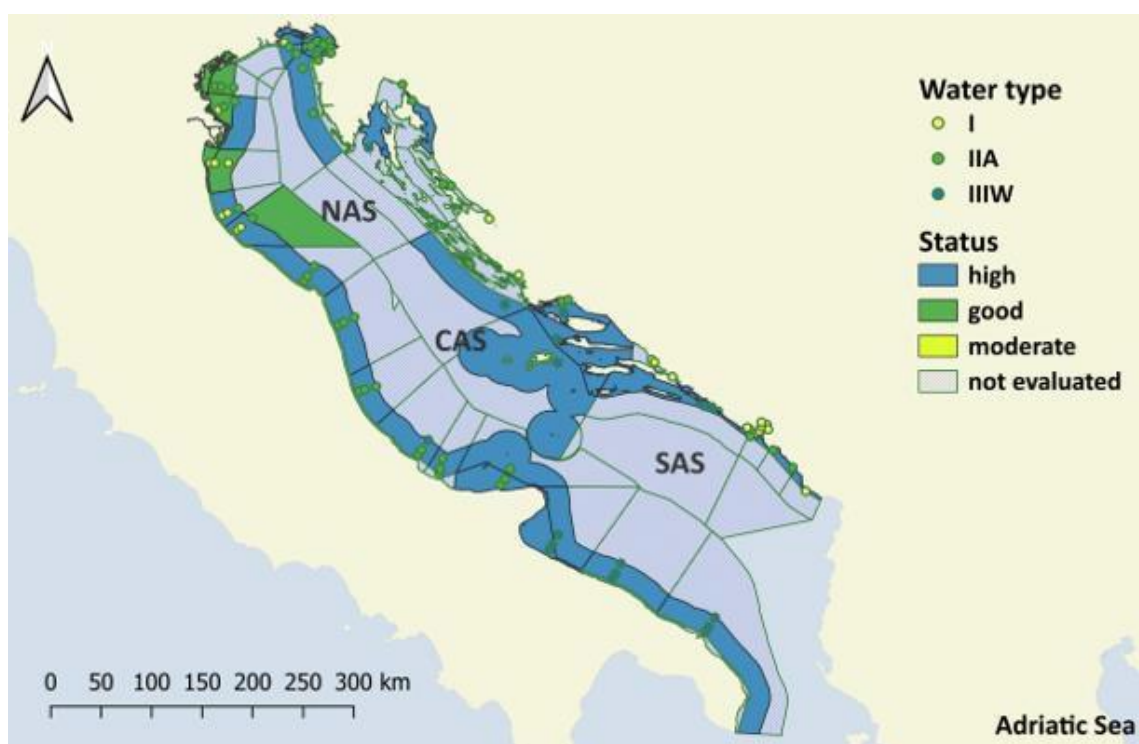 Water type
I
IIA
IIIW
Status
high
good
moderate
not evaluated
NAS
CAS
SAS
0 50 100 150 200 250 300 km
Adriatic Sea